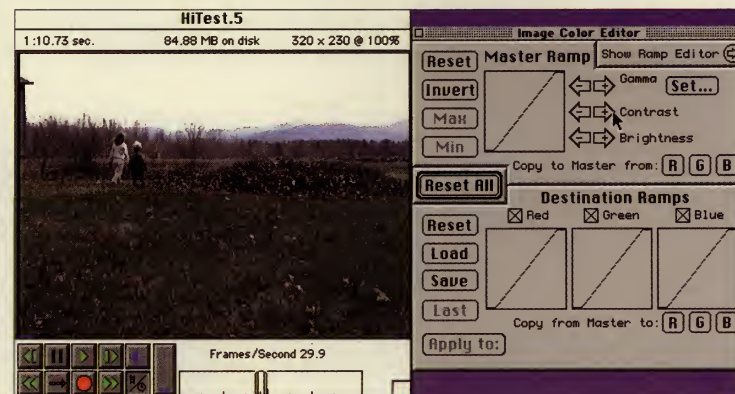 HiTest.5
1:10.73 sec. 84.88 MB on disk 320 x 230 @ 100%
Frames/Second 29.9
Image Color Editor
Reset Master Ramp Show Ramp Editor
Invert Gamma Set...
Max Contrast
Min Brightness
Copy to Master from: R G B
Reset All
Destination Ramps
Red Green Blue
Reset
Load
Save
Last
Copy from Master to: R G B
Apply to: